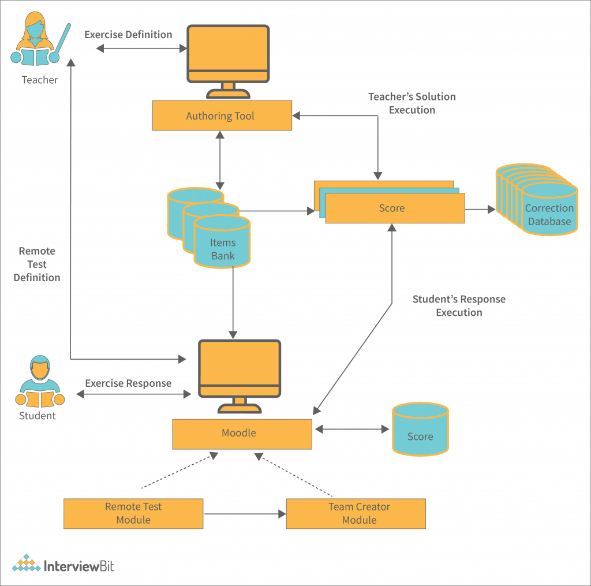 Exercise Definition
Teacher
Authoring Tool
Teacher's Solution
Execution
Score
Correction
Database
Items
Bank
Remote
Test
Definition
Student's Response
Execution
Exercise Response
Student
Moodle
Score
Remote Test
Module
Team Creator
Module
InterviewBit